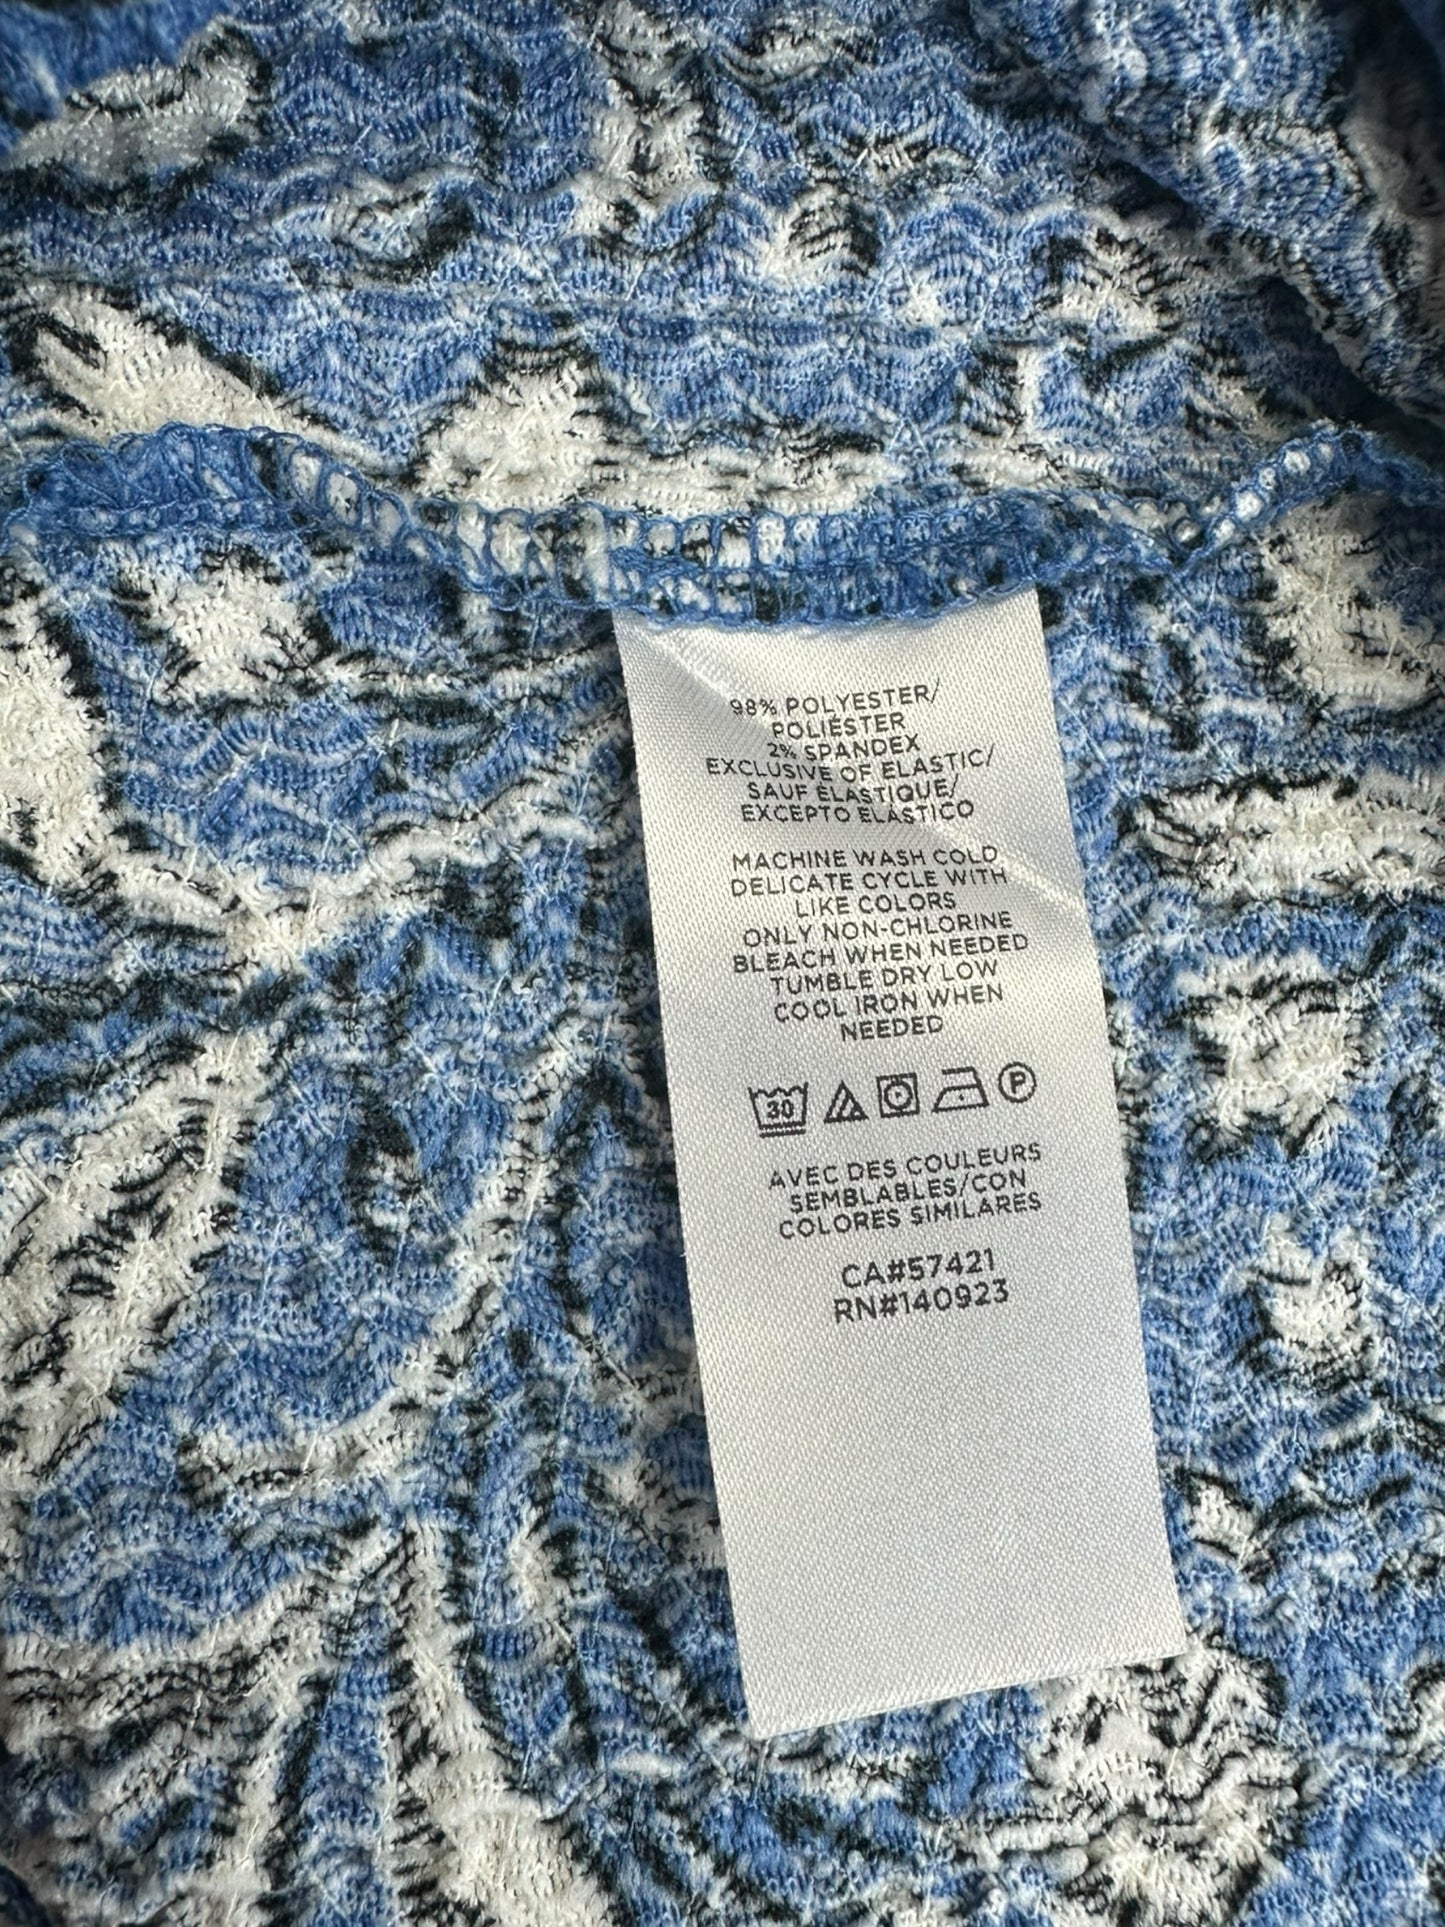 98% POLYESTER/
POLIÉSTER
2% SPANDEX
EXCLUSIVE OF ELASTIC/
SAUF ÉLASTIQUE/
EXCEPTO ELÁSTICO
MACHINE WASH COLD
DELICATE CYCLE WITH
LIKE COLORS
ONLY NON-CHLORINE
BLEACH WHEN NEEDED
TUMBLE DRY LOW
COOL IRON WHEN
NEEDED
30 P
AVEC DES COULEURS
SEMBLABLES/CON
COLORES SIMILARES
CA#57421
RN#140923